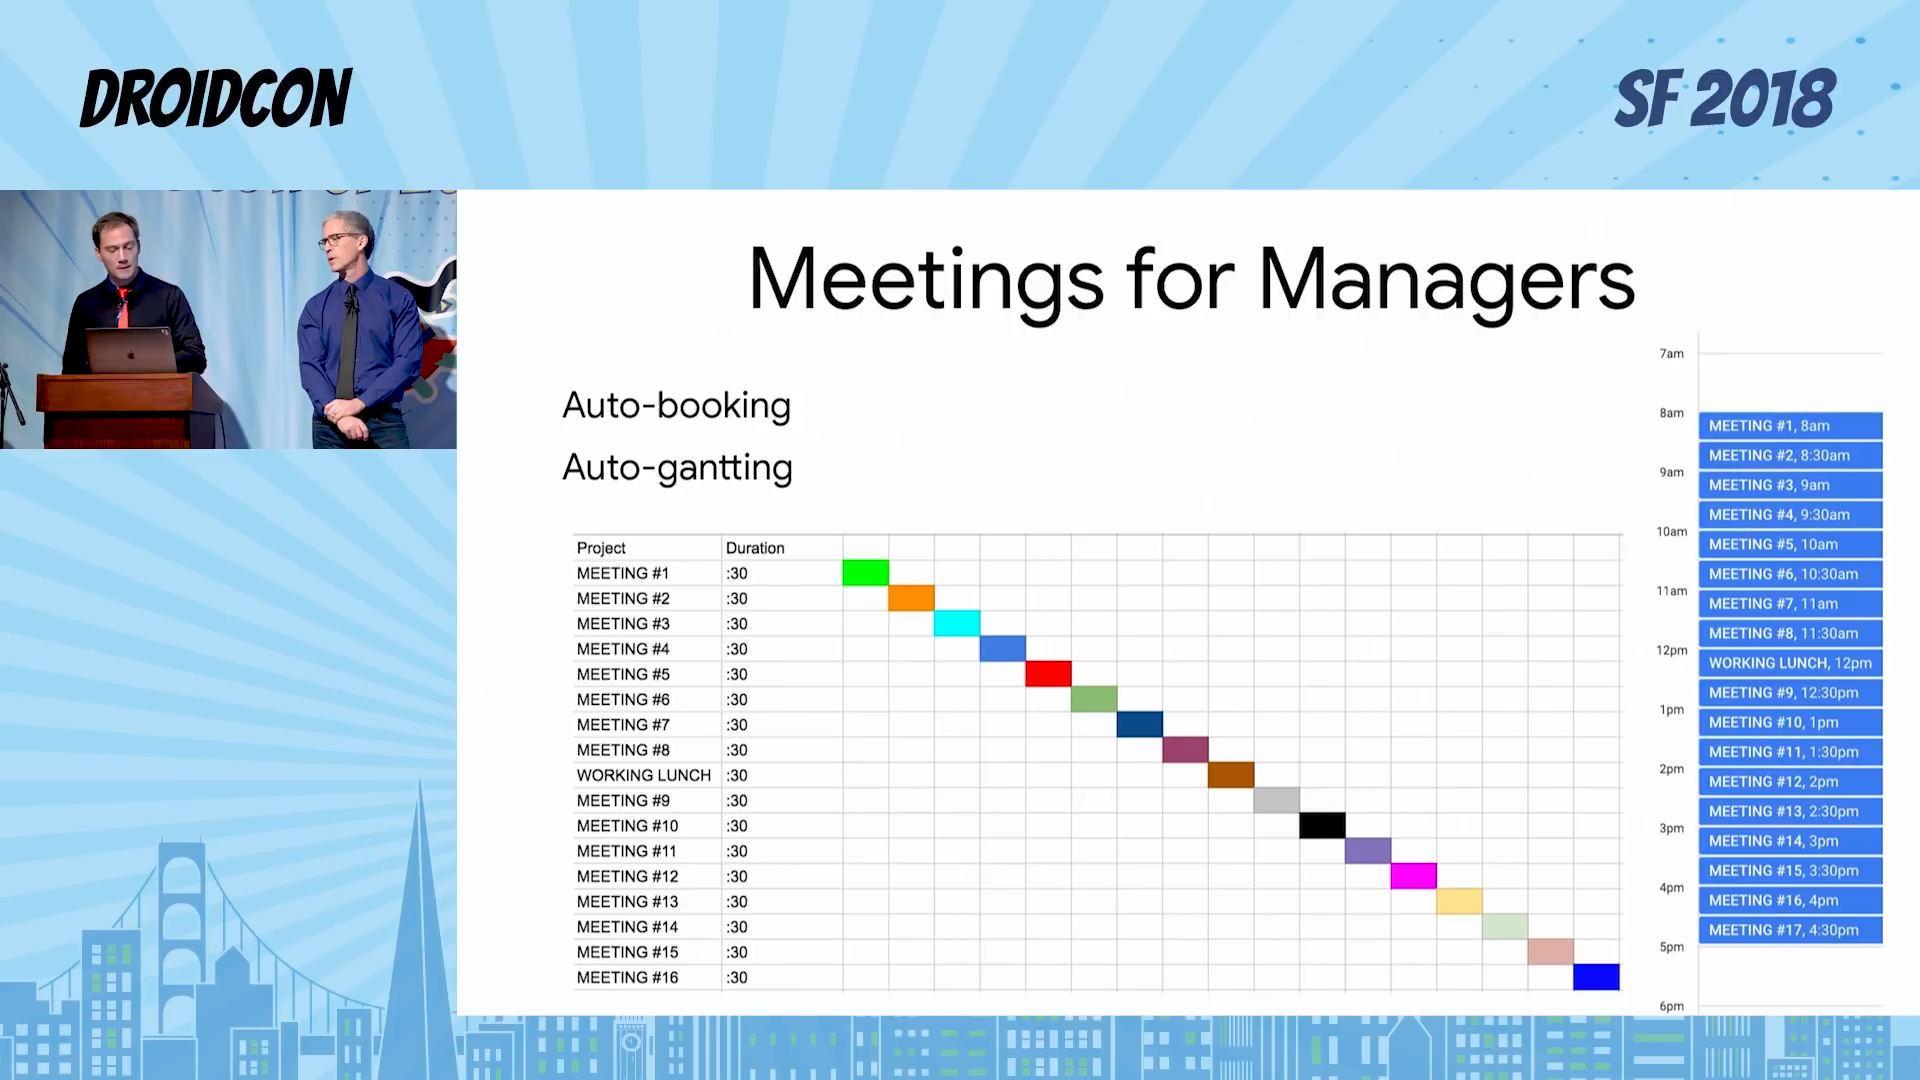 DROIDCON
SF 2018
Meetings for Managers
Auto-booking
Auto-gantting
Project Duration
MEETING #1 :30
MEETING #2 :30
MEETING #3 :30
MEETING #4 :30
MEETING #5 :30
MEETING #6 :30
MEETING #7 :30
MEETING #8 :30
WORKING LUNCH :30
MEETING #9 :30
MEETING #10 :30
MEETING #11 :30
MEETING #12 :30
MEETING #13 :30
MEETING #14 :30
MEETING #15 :30
MEETING #16 :30
7am
8am
MEETING #1, 8am
MEETING #2, 8:30am
9am
MEETING #3, 9am
MEETING #4, 9:30am
10am
MEETING #5, 10am
MEETING #6, 10:30am
11am
MEETING #7, 11am
MEETING #8, 11:30am
12pm
WORKING LUNCH, 12pm
MEETING #9, 12:30pm
1pm
MEETING #10, 1pm
MEETING #11, 1:30pm
2pm
MEETING #12, 2pm
MEETING #13, 2:30pm
3pm
MEETING #14, 3pm
MEETING #15, 3:30pm
4pm
MEETING #16, 4pm
MEETING #17, 4:30pm
5pm
6pm